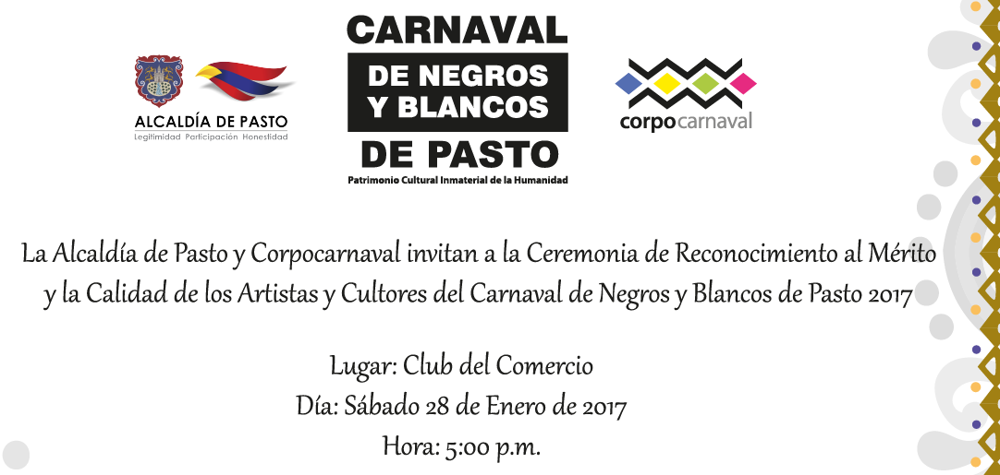 CARNAVAL
DE NEGROS
Y BLANCOS
DE PASTO
Patrimonio Cultural Inmaterial de la Humanidad
ALCALDÍA DE PASTO
Legitimidad Participación Honestidad
corpocarnaval
La Alcaldía de Pasto y Corpocarnaval invitan a la Ceremonia de Reconocimiento al Mérito
y la Calidad de los Artistas y Cultores del Carnaval de Negros y Blancos de Pasto 2017
Lugar: Club del Comercio
Día: Sábado 28 de Enero de 2017
Hora: 5:00 p.m.